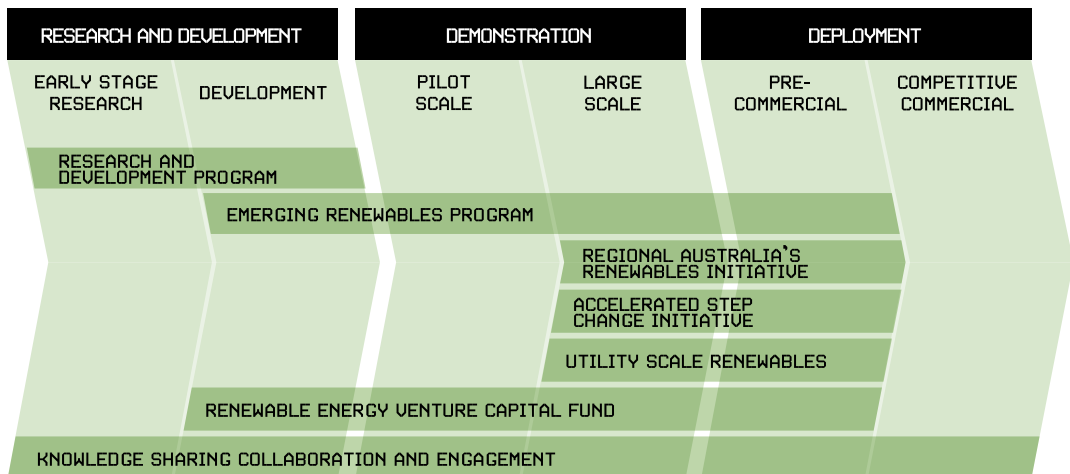 RESEARCH AND DEVELOPMENT
DEMONSTRATION
DEPLOYMENT
EARLY STAGE
RESEARCH
DEVELOPMENT
PILOT
SCALE
LARGE
SCALE
PRE-
COMMERCIAL
COMPETITIVE
COMMERCIAL
RESEARCH AND
DEVELOPMENT PROGRAM
EMERGING RENEWABLES PROGRAM
REGIONAL AUSTRALIA'S
RENEWABLES INITIATIVE
ACCELERATED STEP
CHANGE INITIATIVE
UTILITY SCALE RENEWABLES
RENEWABLE ENERGY VENTURE CAPITAL FUND
KNOWLEDGE SHARING COLLABORATION AND ENGAGEMENT